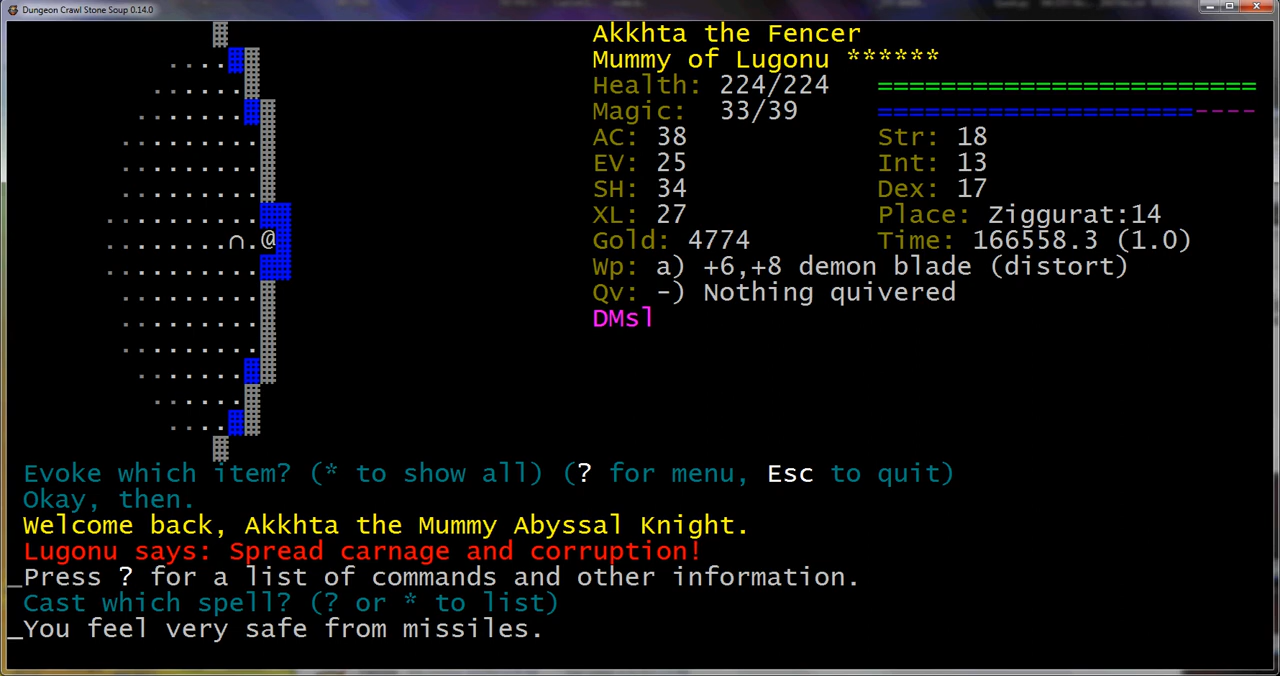 Dungeon Crawl Stone Soup 0.14.0
Akkhta the Fencer
Mummy of Lugonu ******
Health: 224/224 ========================
Magic: 33/39 ====================----
AC: 38 Str: 18
EV: 25 Int: 13
SH: 34 Dex: 17
XL: 27 Place: Ziggurat:14
Gold: 4774 Time: 166558.3 (1.0)
Wp: a) +6,+8 demon blade (distort)
Qv: -) Nothing quivered
DMsl
Evoke which item? (* to show all) (? for menu, Esc to quit)
Okay, then.
Welcome back, Akkhta the Mummy Abyssal Knight.
Lugonu says: Spread carnage and corruption!
_Press ? for a list of commands and other information.
Cast which spell? (? or * to list)
_You feel very safe from missiles.